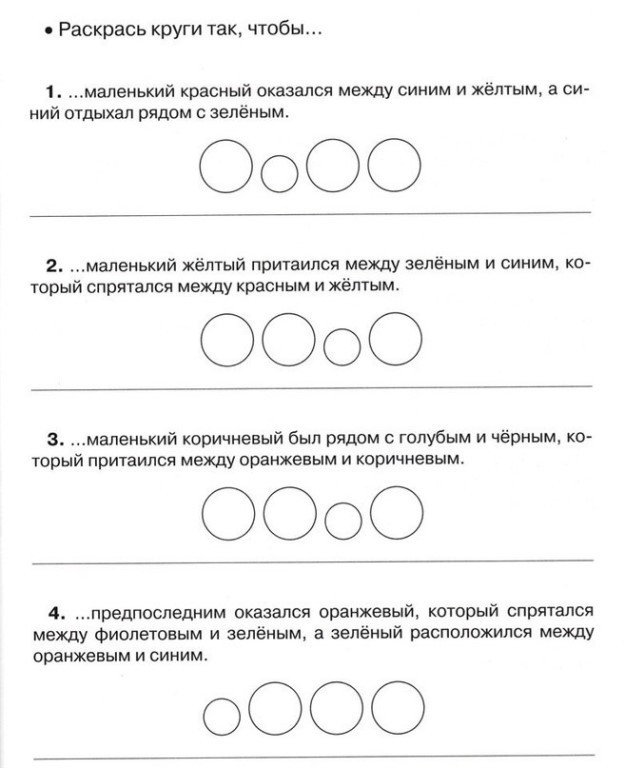 • Раскрась круги так, чтобы...
1. ...маленький красный оказался между синим и жёлтым, а си-
ний отдыхал рядом с зелёным.
2. ...маленький жёлтый притаился между зелёным и синим, ко-
торый спрятался между красным и жёлтым.
3. ...маленький коричневый был рядом с голубым и чёрным, ко-
торый притаился между оранжевым и коричневым.
4. ...предпоследним оказался оранжевый, который спрятался
между фиолетовым и зелёным, а зелёный расположился между
оранжевым и синим.